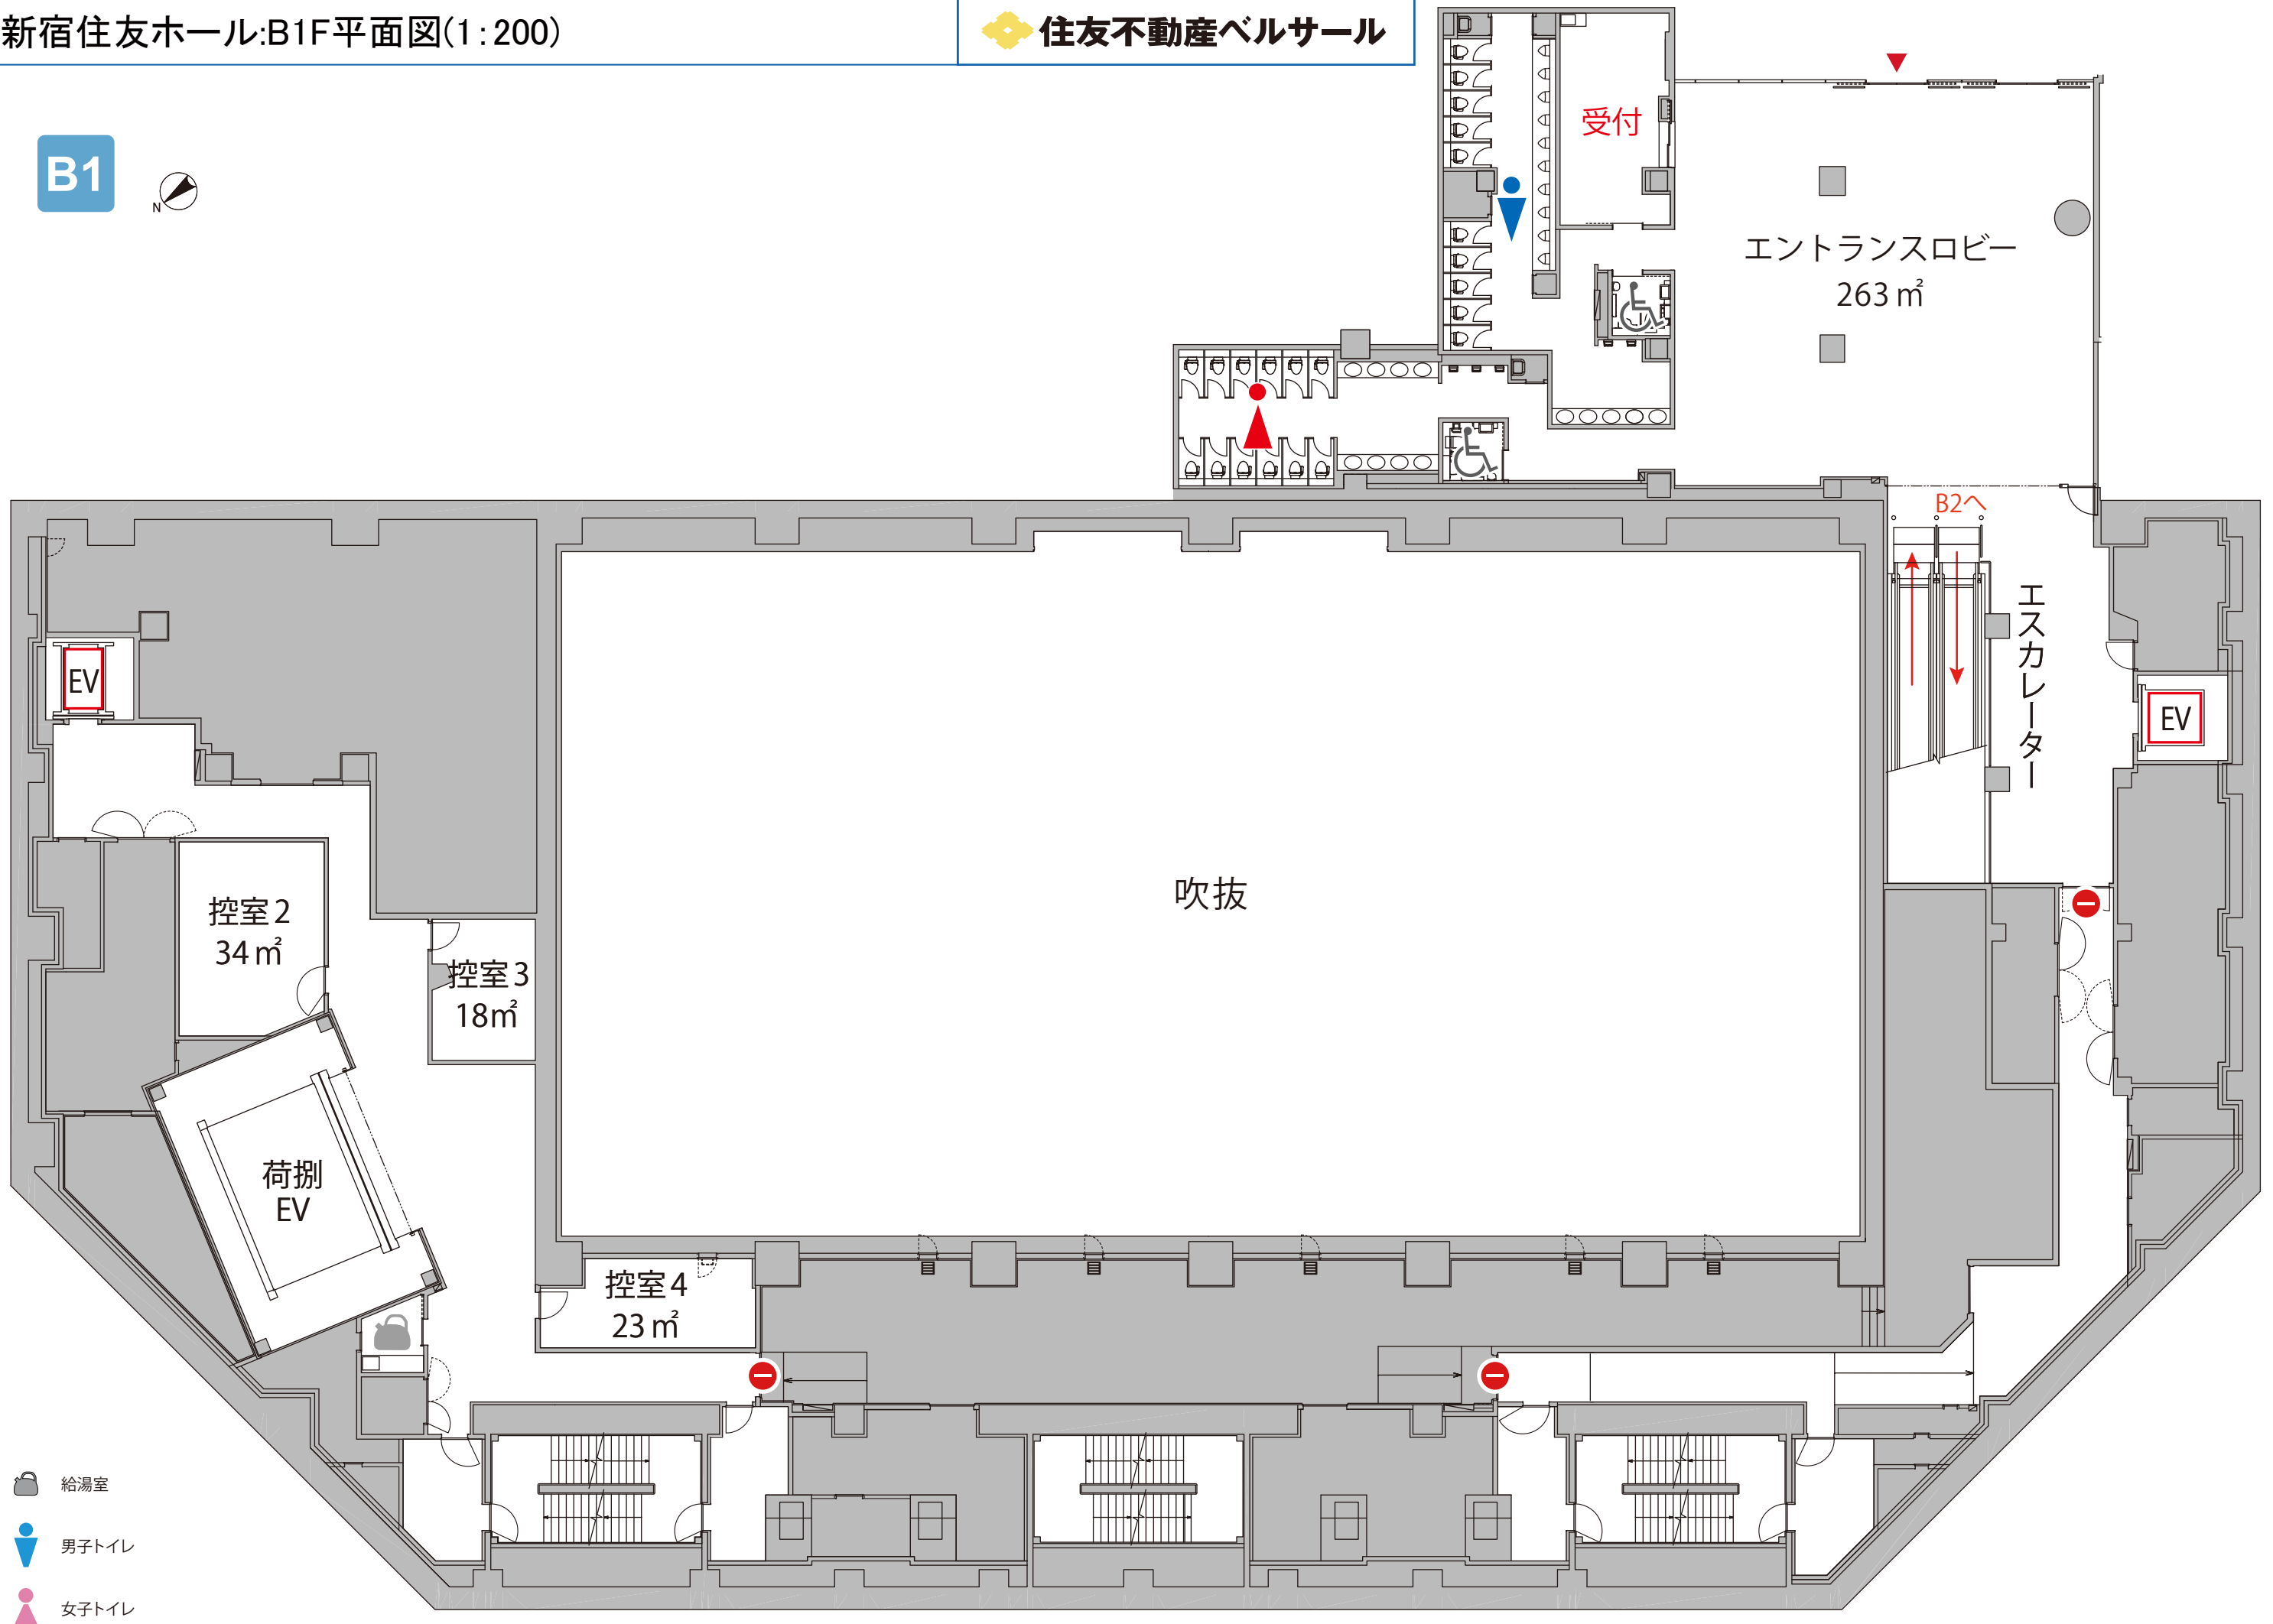 新宿住友ホール:B1F平面図(1:200)
住友不動産ベルサール
B1
N
受付
エントランスロビー
263㎡
B2へ
エスカレーター
EV
EV
吹抜
控室2
34㎡
控室3
18㎡
荷捌
EV
控室4
23㎡
給湯室
男子トイレ
女子トイレ